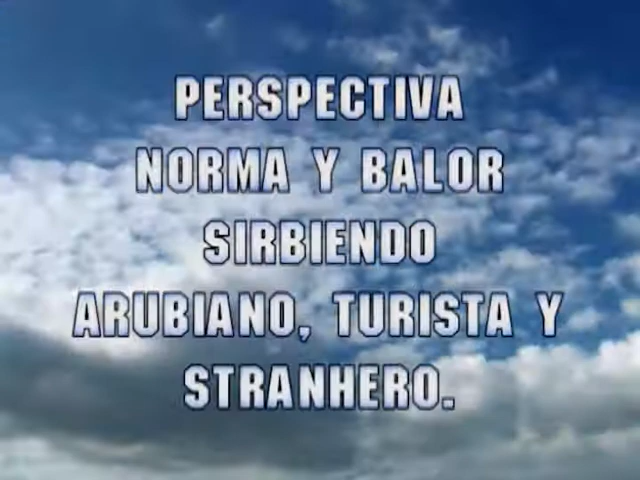 PERSPECTIVA
NORMA Y BALOR
SIRBIENDO
ARUBIANO, TURISTA Y
STRANHERO.